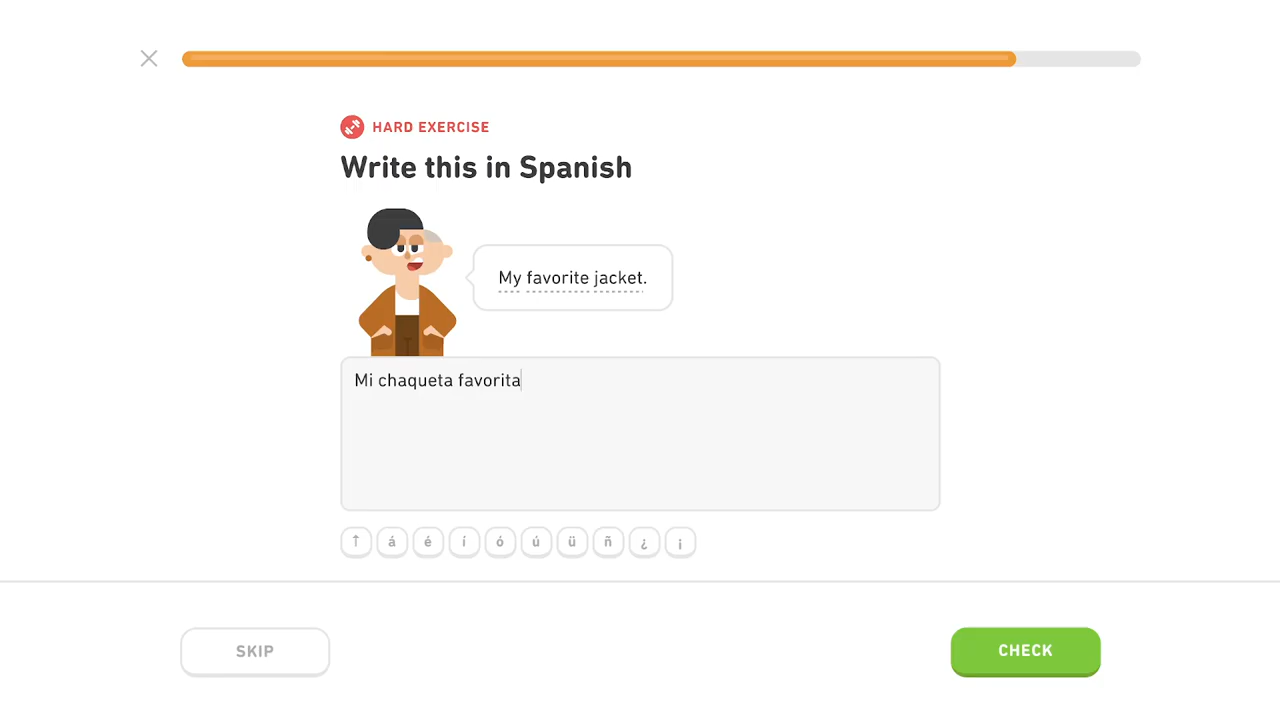 HARD EXERCISE
Write this in Spanish
My favorite jacket.
Mi chaqueta favorita
↑ á é í ó ú ü ñ ¿ ¡
SKIP CHECK